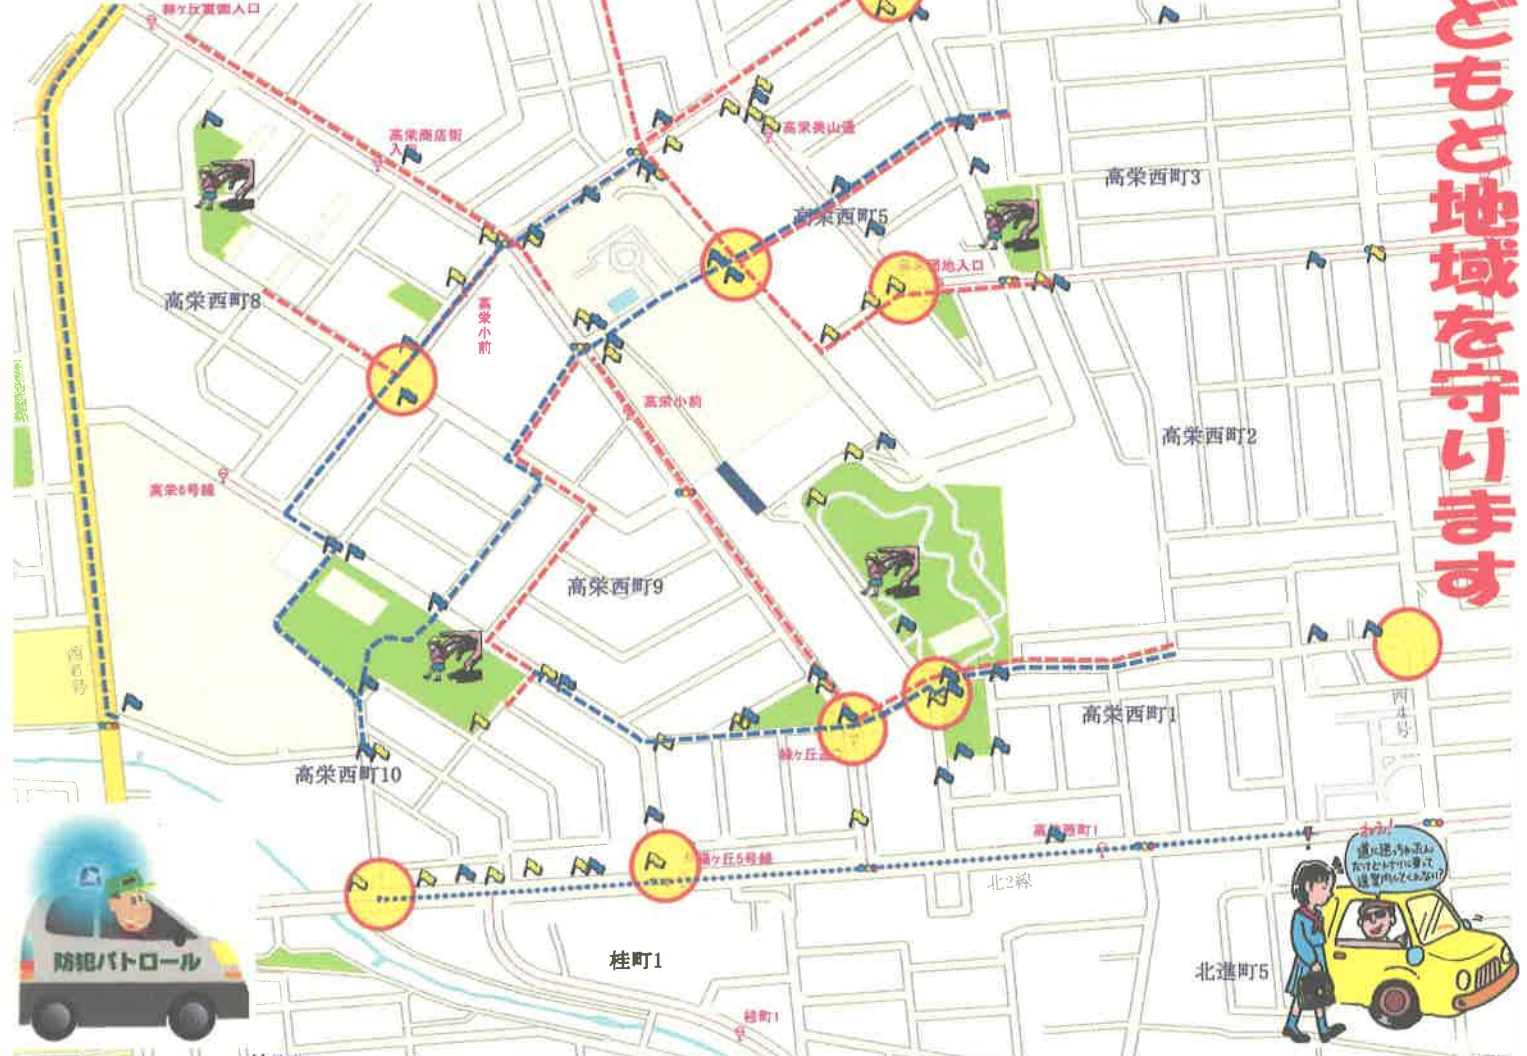 どもと地域を守ります
緑ヶ丘霊園入口
高栄商店街
入口
高栄美山通
高栄西町3
高栄西町5
団地入口
高栄西町8
高栄小前
高栄小前
高栄西町2
高栄6号線
高栄西町9
西6号
西4号
高栄西町1
緑ヶ丘
高栄西町10
高栄西町1
ヶ丘5号線
北2線
桂町1
北進町5
桂町1
防犯パトロール